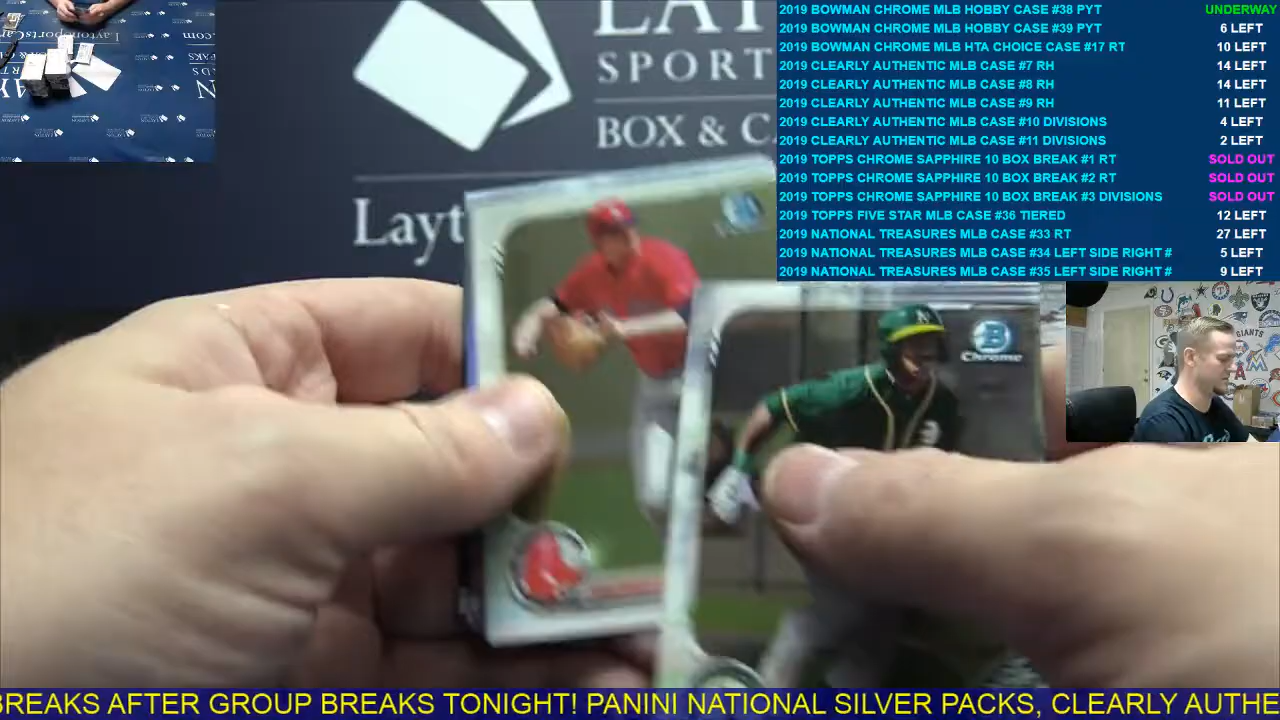 LAYTON
SPORT
BOX & C
Layt
2019 BOWMAN CHROME MLB HOBBY CASE #38 PYT UNDERWAY
2019 BOWMAN CHROME MLB HOBBY CASE #39 PYT 6 LEFT
2019 BOWMAN CHROME MLB HTA CHOICE CASE #17 RT 10 LEFT
2019 CLEARLY AUTHENTIC MLB CASE #7 RH 14 LEFT
2019 CLEARLY AUTHENTIC MLB CASE #8 RH 14 LEFT
2019 CLEARLY AUTHENTIC MLB CASE #9 RH 11 LEFT
2019 CLEARLY AUTHENTIC MLB CASE #10 DIVISIONS 4 LEFT
2019 CLEARLY AUTHENTIC MLB CASE #11 DIVISIONS 2 LEFT
2019 TOPPS CHROME SAPPHIRE 10 BOX BREAK #1 RT SOLD OUT
2019 TOPPS CHROME SAPPHIRE 10 BOX BREAK #2 RT SOLD OUT
2019 TOPPS CHROME SAPPHIRE 10 BOX BREAK #3 DIVISIONS SOLD OUT
2019 TOPPS FIVE STAR MLB CASE #36 TIERED 12 LEFT
2019 NATIONAL TREASURES MLB CASE #33 RT 27 LEFT
2019 NATIONAL TREASURES MLB CASE #34 LEFT SIDE RIGHT # 5 LEFT
2019 NATIONAL TREASURES MLB CASE #35 LEFT SIDE RIGHT # 9 LEFT
B
Chrome
GIANTS
BREAKS AFTER GROUP BREAKS TONIGHT! PANINI NATIONAL SILVER PACKS, CLEARLY AUTHE